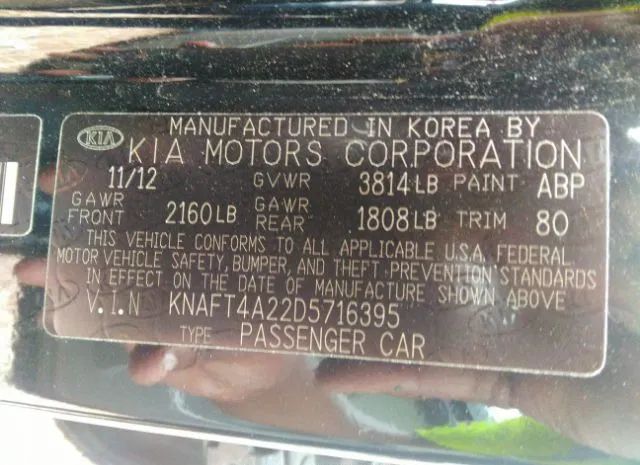 KIA
MANUFACTURED IN KOREA BY
KIA MOTORS CORPORATION
11/12 GVWR 3814 LB PAINT ABP
GAWR FRONT 2160 LB GAWR REAR 1808 LB TRIM 80
THIS VEHICLE CONFORMS TO ALL APPLICABLE U.S.A. FEDERAL
MOTOR VEHICLE SAFETY, BUMPER, AND THEFT PREVENTION STANDARDS
IN EFFECT ON THE DATE OF MANUFACTURE SHOWN ABOVE
V.I.N KNAFT4A22D5716395
TYPE PASSENGER CAR